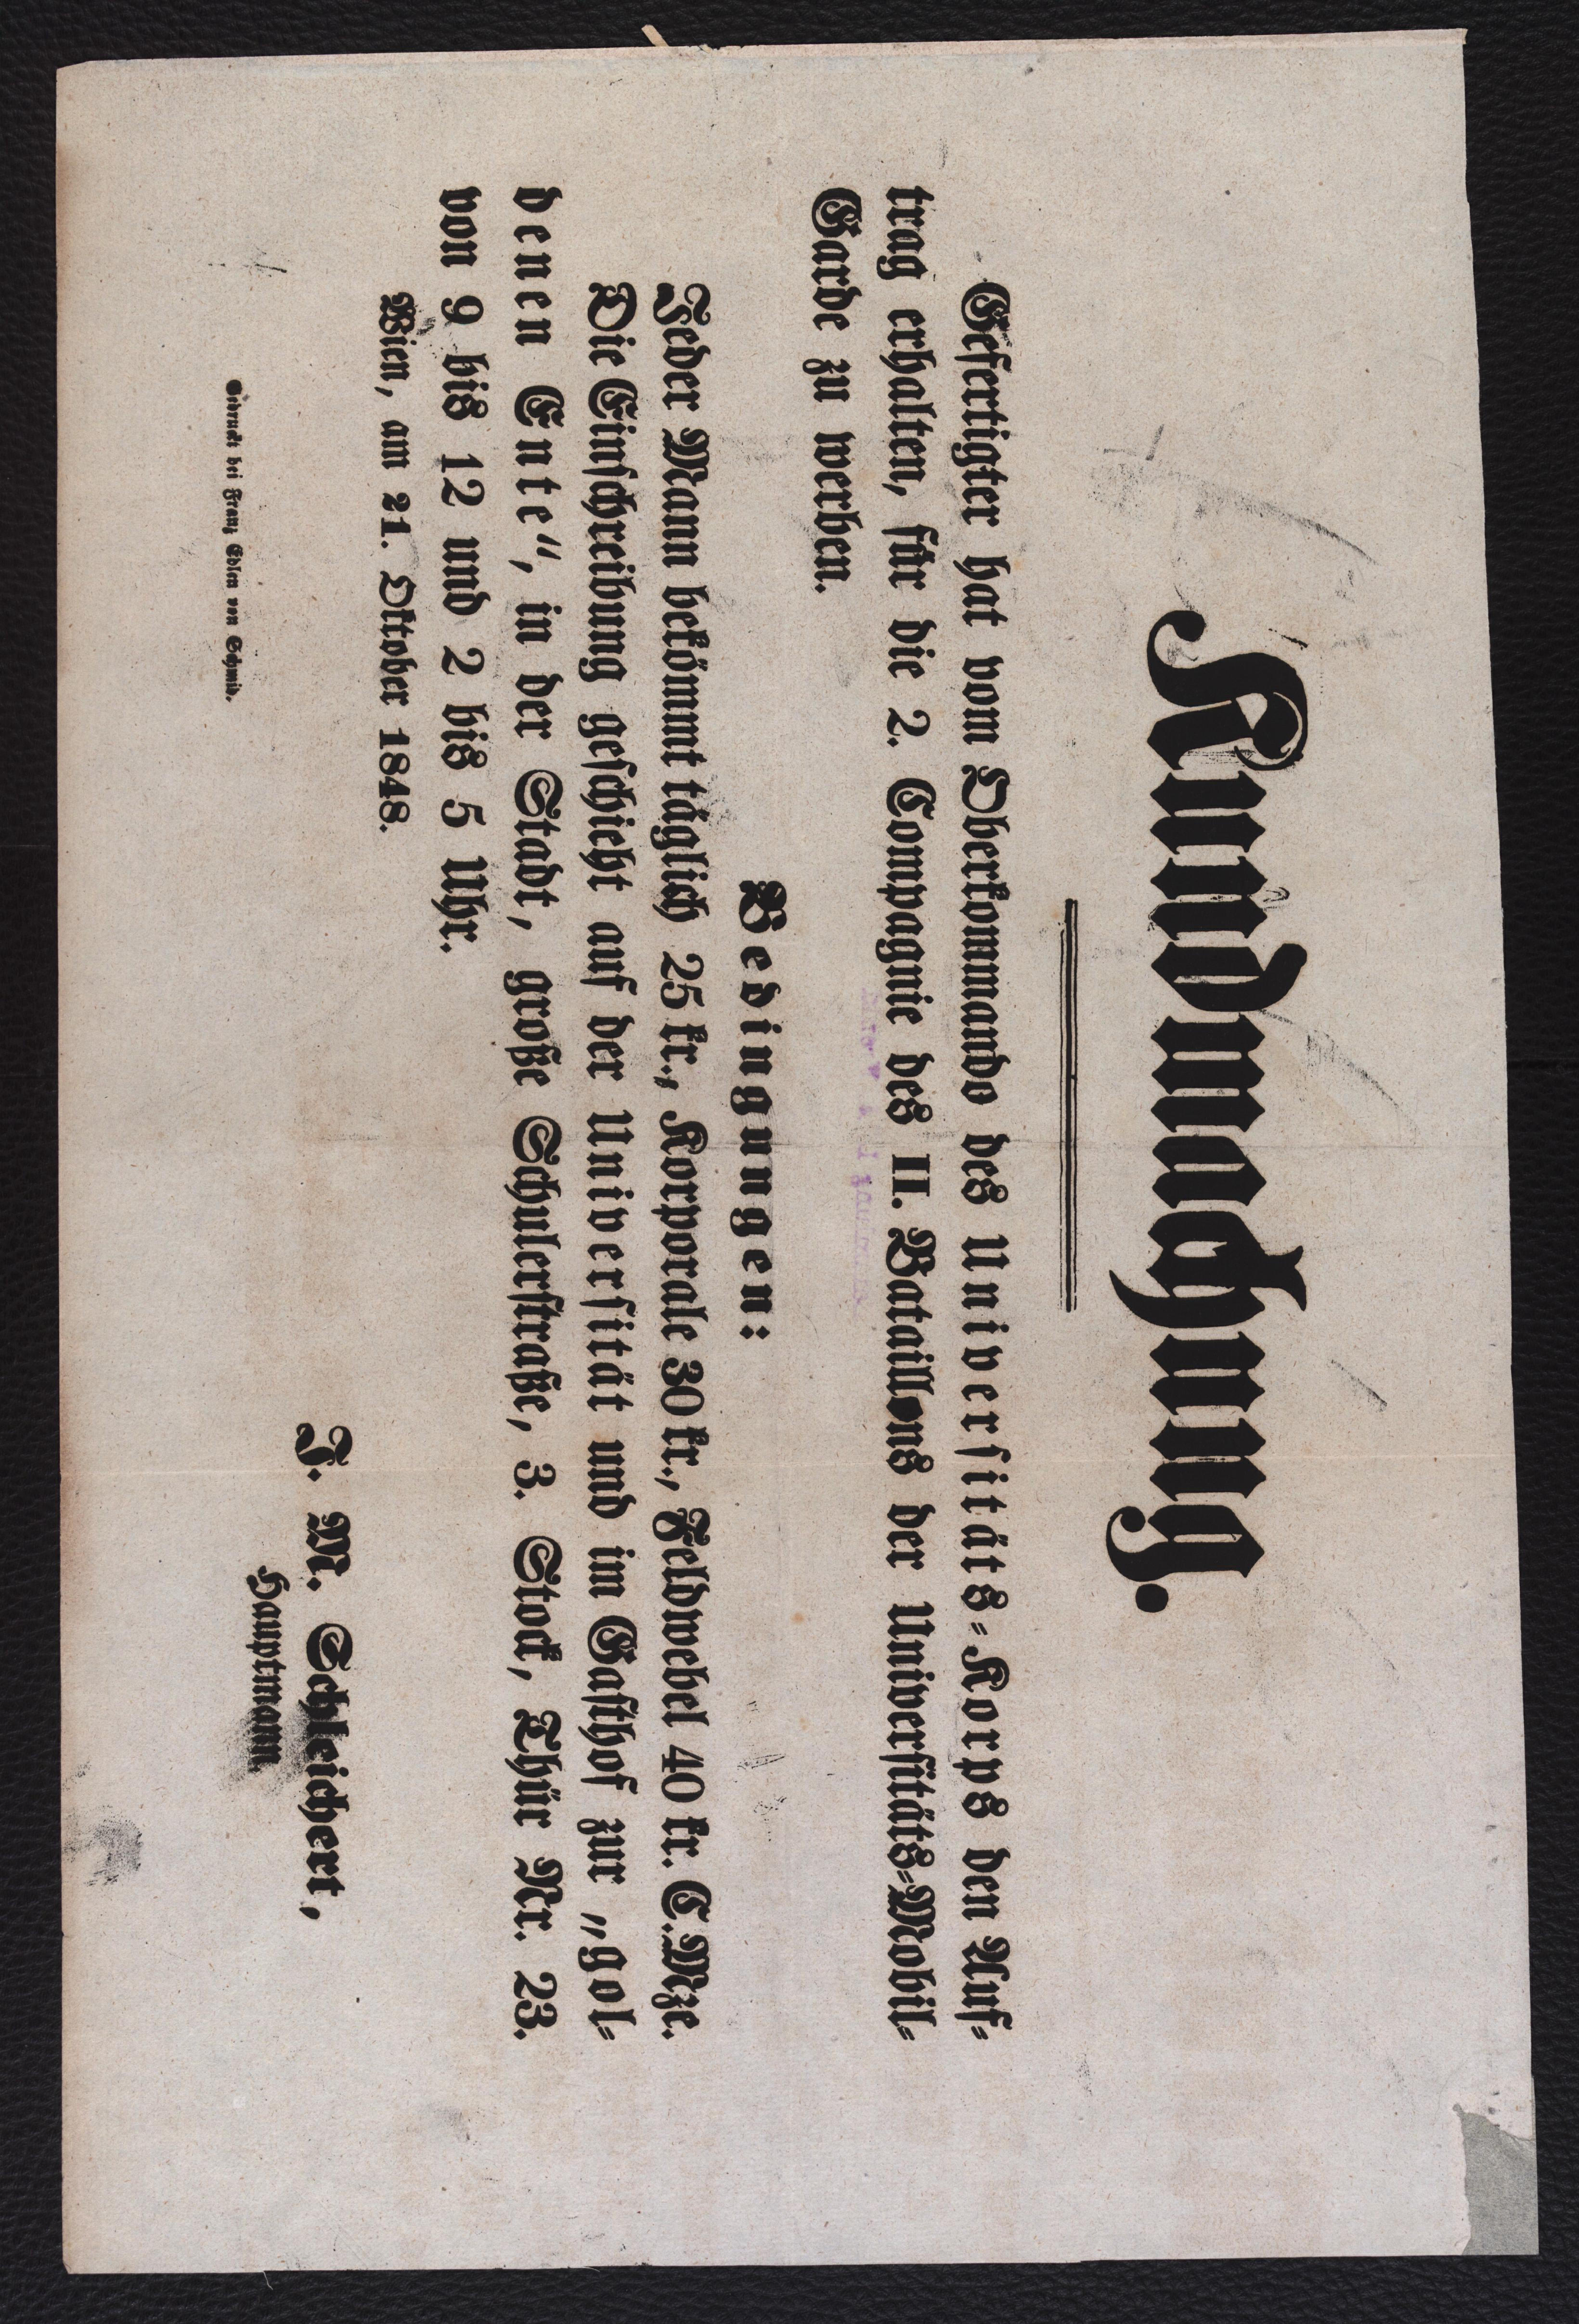 Kundmachung.
Gefertigter hat vom Oberkommando des Universitäts-Korps den Auf-
trag erhalten, für die 2. Compagnie des II. Bataillons der Universitäts-Mobil-
Garde zu werben.
Bedingungen:
Jeder Mann bekömmt täglich 25 kr., Korporale 30 kr., Feldwebel 40 kr. C.Mze.
Die Einschreibung geschieht auf der Universität und im Gasthof zur „gol-
denen Ente“, in der Stadt, große Schulerstraße, 3. Stock, Thür Nr. 23.
von 9 bis 12 und 2 bis 5 Uhr.
Wien, am 21. Oktober 1848.
J. M. Schleichert,
Hauptmann
Gedruckt bei Franz Edlen von Schmid.